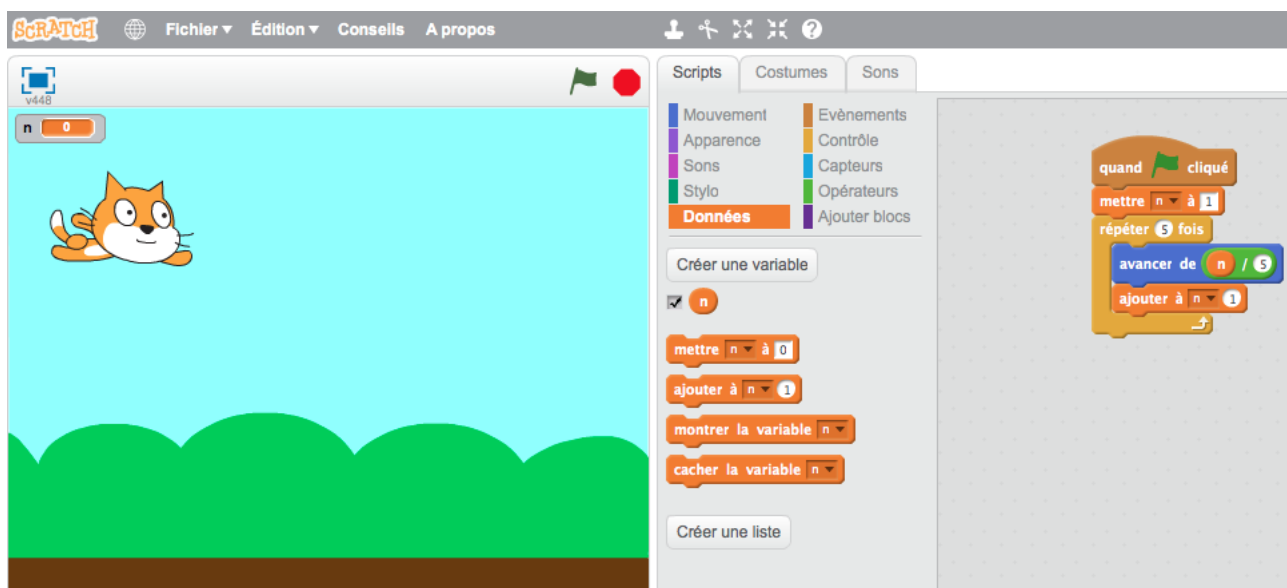 SCRATCH Fichier Édition Conseils A propos
v448
n 0
Scripts Costumes Sons
Mouvement Evènements
Apparence Contrôle
Sons Capteurs
Stylo Opérateurs
Données Ajouter blocs
Créer une variable
n
mettre n à 0
ajouter à n 1
montrer la variable n
cacher la variable n
Créer une liste
quand cliqué
mettre n à 1
répéter 5 fois
avancer de n / 5
ajouter à n 1